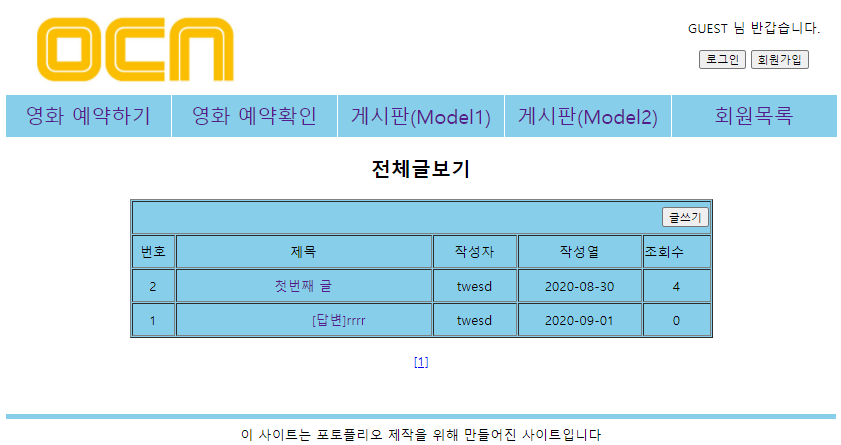 OCN
GUEST 님 반갑습니다.
로그인 회원가입
영화 예약하기 영화 예약확인 게시판(Model1) 게시판(Model2) 회원목록
전체글보기
글쓰기
번호 제목 작성자 작성열 조회수
2 첫번째 글 twesd 2020-08-30 4
1 [답변]rrrr twesd 2020-09-01 0
[1]
이 사이트는 포토플리오 제작을 위해 만들어진 사이트입니다